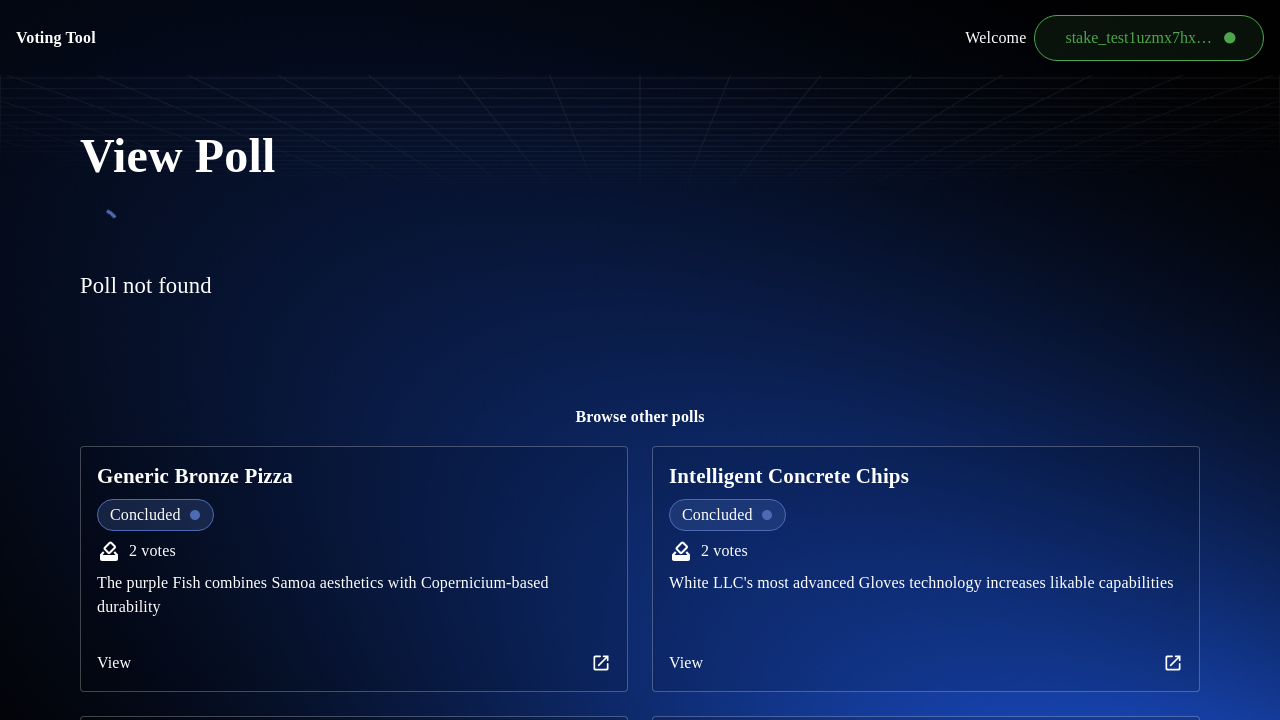 Voting Tool
Welcome
stake_test1uzmx7hx…
View Poll
Poll not found
Browse other polls
Generic Bronze Pizza
Concluded
2 votes
The purple Fish combines Samoa aesthetics with Copernicium-based
durability
View
Intelligent Concrete Chips
Concluded
2 votes
White LLC's most advanced Gloves technology increases likable capabilities
View